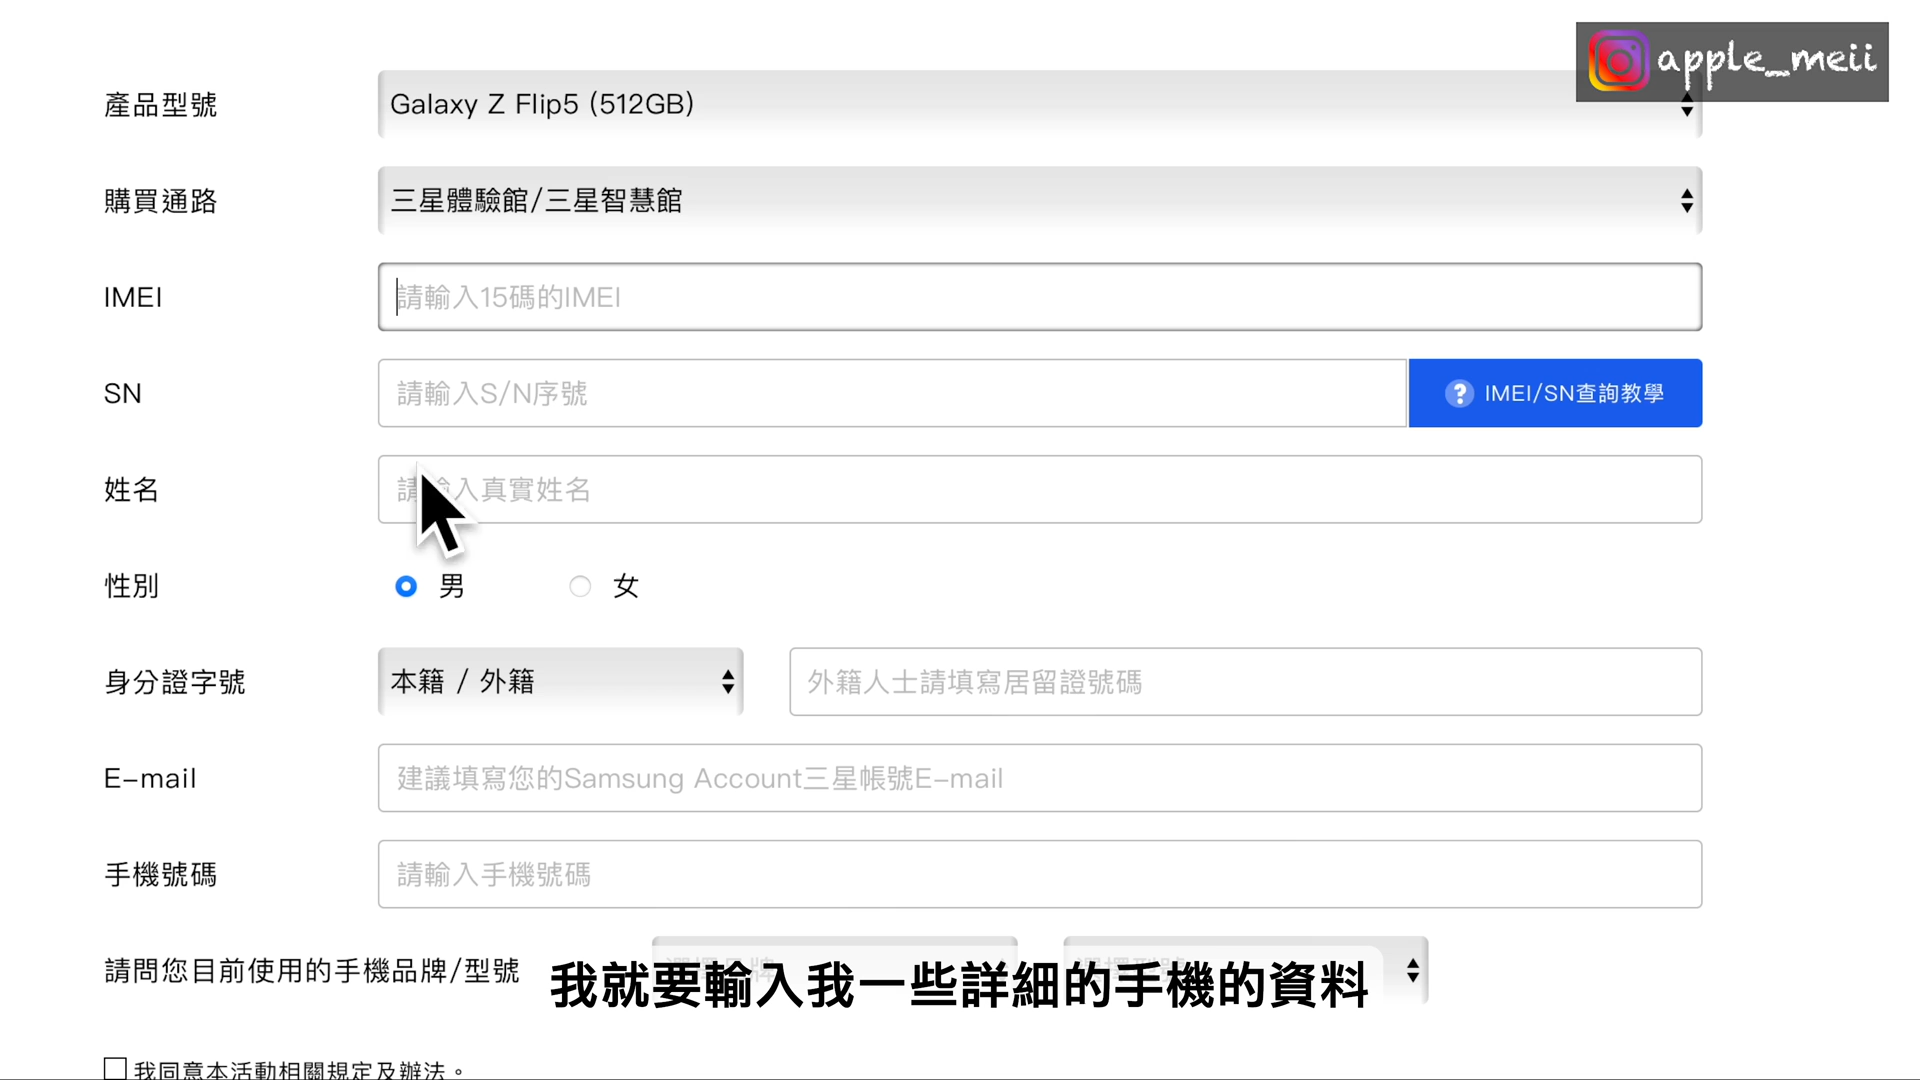 apple_meii
產品型號 Galaxy Z Flip5 (512GB)
購買通路 三星體驗館/三星智慧館
IMEI 請輸入15碼的IMEI
SN 請輸入S/N序號 ? IMEI/SN查詢教學
姓名 請輸入真實姓名
性別 男 女
身分證字號 本籍 / 外籍 外籍人士請填寫居留證號碼
E-mail 建議填寫您的Samsung Account三星帳號E-mail
手機號碼 請輸入手機號碼
請問您目前使用的手機品牌/型號
我就要輸入我一些詳細的手機的資料
我同意本活動相關規定及辦法。